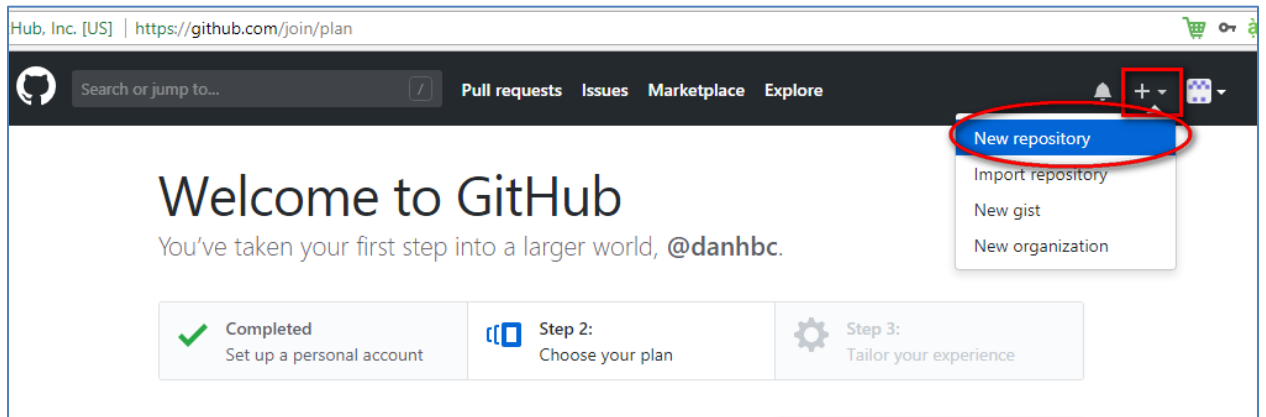 Hub, Inc. [US] | https://github.com/join/plan
Search or jump to... / Pull requests Issues Marketplace Explore
New repository
Import repository
New gist
New organization
Welcome to GitHub
You've taken your first step into a larger world, @danhbc.
Completed
Set up a personal account
Step 2:
Choose your plan
Step 3:
Tailor your experience